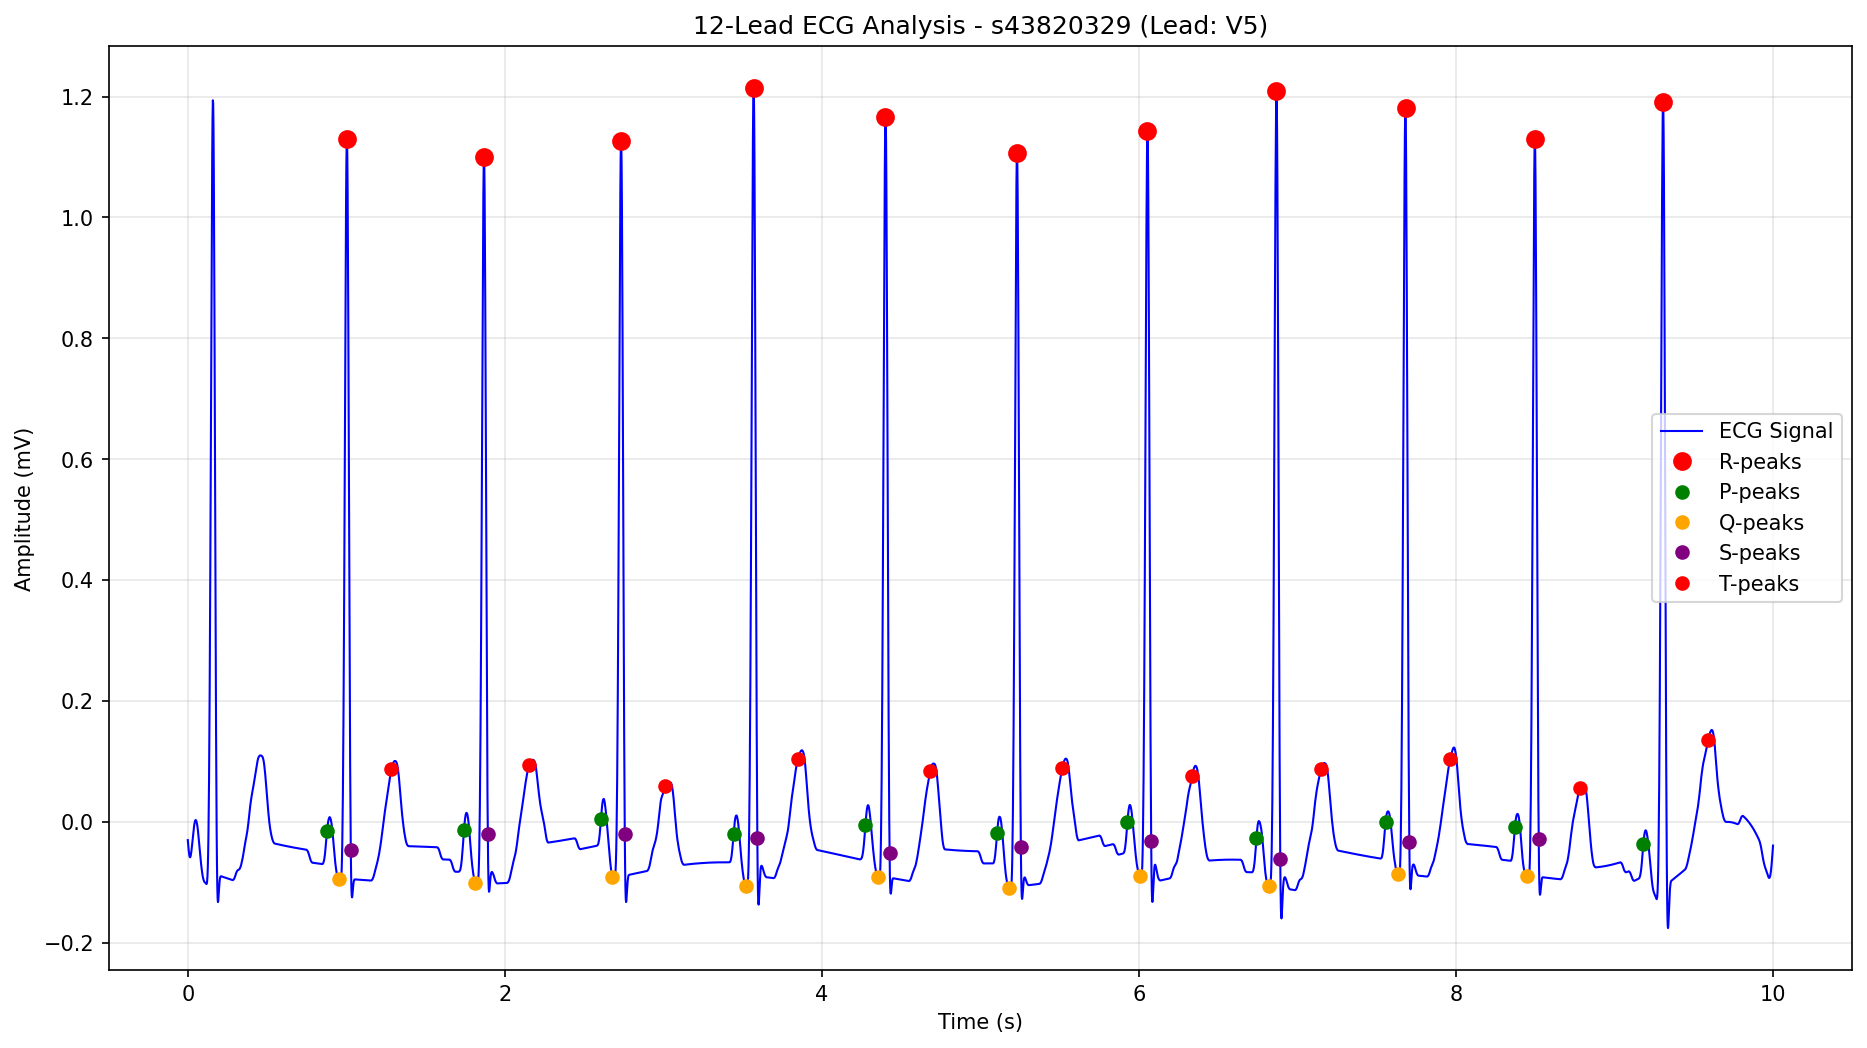 12-Lead ECG Analysis - s43820329 (Lead: V5)
Amplitude (mV)
1.2
1.0
0.8
0.6
0.4
0.2
0.0
−0.2
ECG Signal
R-peaks
P-peaks
Q-peaks
S-peaks
T-peaks
0 2 4 6 8 10
Time (s)